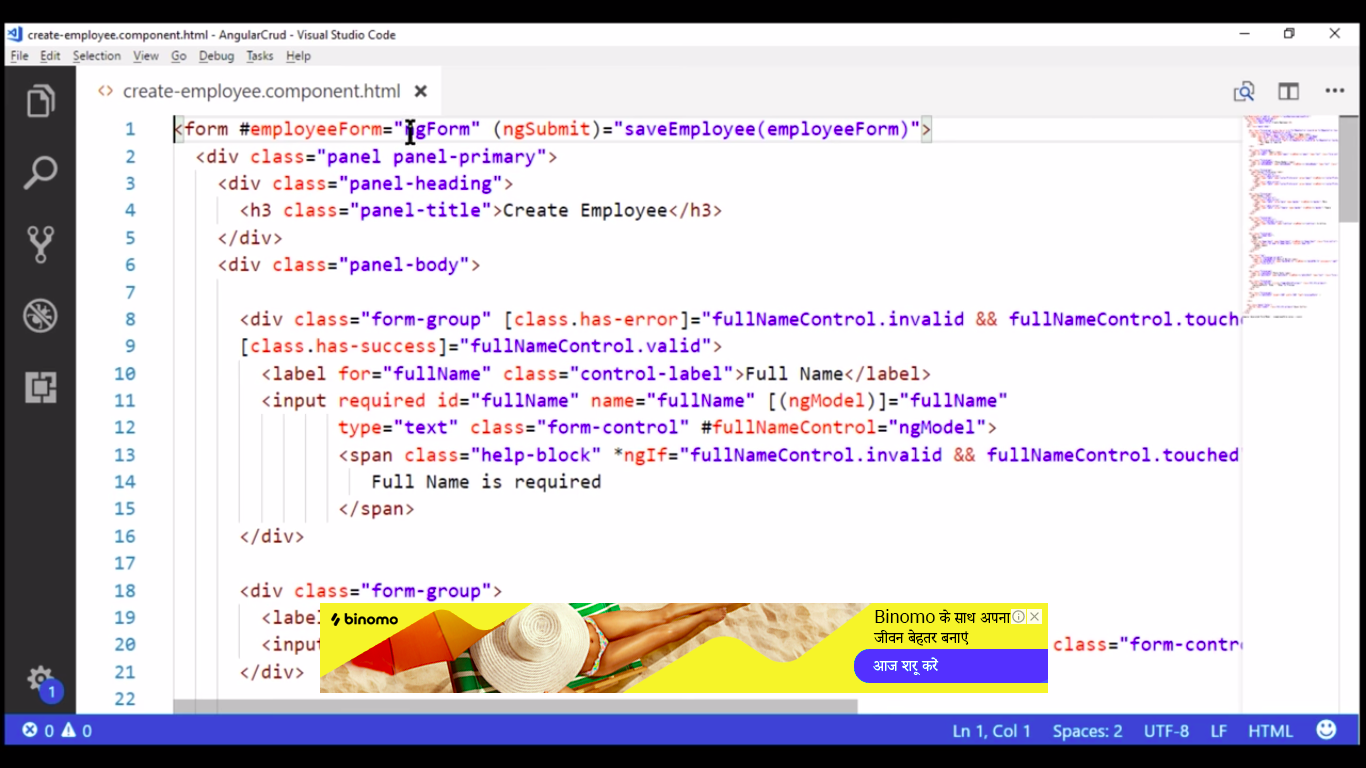 create-employee.component.html - AngularCrud - Visual Studio Code
File Edit Selection View Go Debug Tasks Help
<> create-employee.component.html
1 <form #employeeForm="ngForm" (ngSubmit)="saveEmployee(employeeForm)">
2 <div class="panel panel-primary">
3 <div class="panel-heading">
4 <h3 class="panel-title">Create Employee</h3>
5 </div>
6 <div class="panel-body">
7
8 <div class="form-group" [class.has-error]="fullNameControl.invalid && fullNameControl.touche
9 [class.has-success]="fullNameControl.valid">
10 <label for="fullName" class="control-label">Full Name</label>
11 <input required id="fullName" name="fullName" [(ngModel)]="fullName"
12 type="text" class="form-control" #fullNameControl="ngModel">
13 <span class="help-block" *ngIf="fullNameControl.invalid && fullNameControl.touched
14 Full Name is required
15 </span>
16 </div>
17
18 <div class="form-group">
19 <labe
20 <input class="form-contro
21 </div>
22
binomo
Binomo के साथ अपना
जीवन बेहतर बनाएं
आज शरू करे
1
0 0 Ln 1, Col 1 Spaces: 2 UTF-8 LF HTML